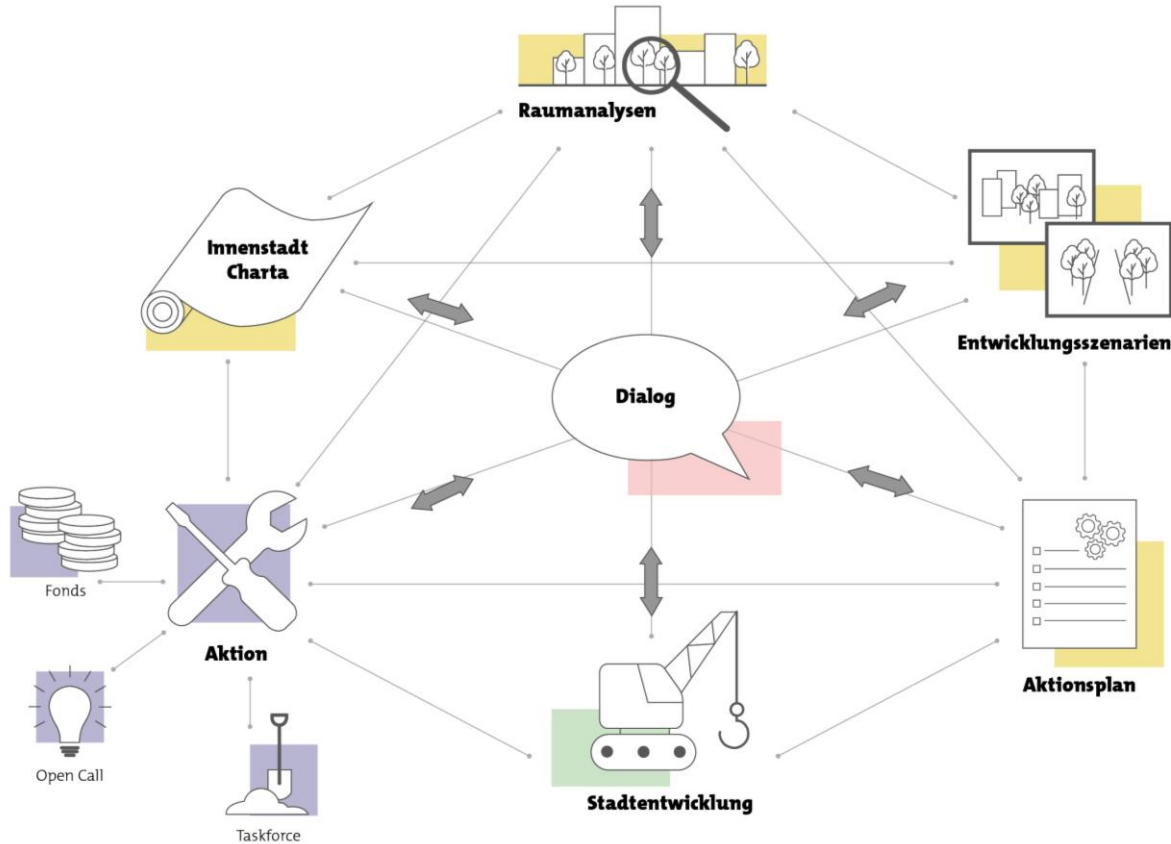 Raumanalysen
Innenstadt
Charta
Entwicklungsszenarien
Dialog
Fonds
Aktion
Aktionsplan
Open Call
Stadtentwicklung
Taskforce